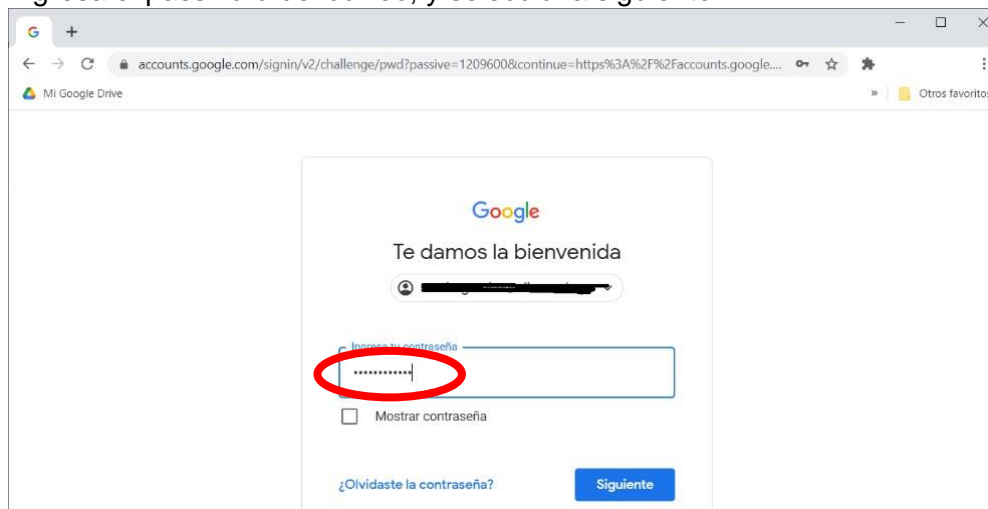 accounts.google.com/signin/v2/challenge/pwd?passive=1209600&continue=https%3A%2F%2Faccounts.google....
Mi Google Drive » Otros favoritos
Google
Te damos la bienvenida
Ingresa tu contraseña
••••••••••••
Mostrar contraseña
¿Olvidaste la contraseña? Siguiente